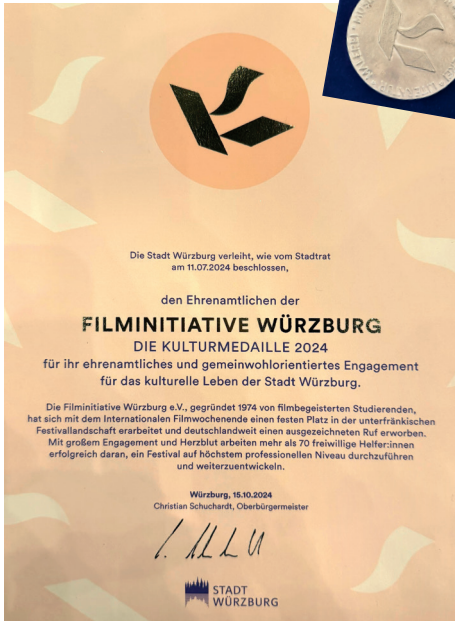 Die Stadt Würzburg verleiht, wie vom Stadtrat
am 11.07.2024 beschlossen,
den Ehrenamtlichen der
FILMINITIATIVE WÜRZBURG
DIE KULTURMEDAILLE 2024
für ihr ehrenamtliches und gemeinwohlorientiertes Engagement
für das kulturelle Leben der Stadt Würzburg.
Die Filminitiative Würzburg e.V., gegründet 1974 von filmbegeisterten Studierenden,
hat sich mit dem Internationalen Filmwochenende einen festen Platz in der unterfränkischen
Festivallandschaft erarbeitet und deutschlandweit einen ausgezeichneten Ruf erworben.
Mit großem Engagement und Herzblut arbeiten mehr als 70 freiwillige Helfer:innen
erfolgreich daran, ein Festival auf höchstem professionellen Niveau durchzuführen
und weiterzuentwickeln.
Würzburg, 15.10.2024
Christian Schuchardt, Oberbürgermeister
STADT
WÜRZBURG